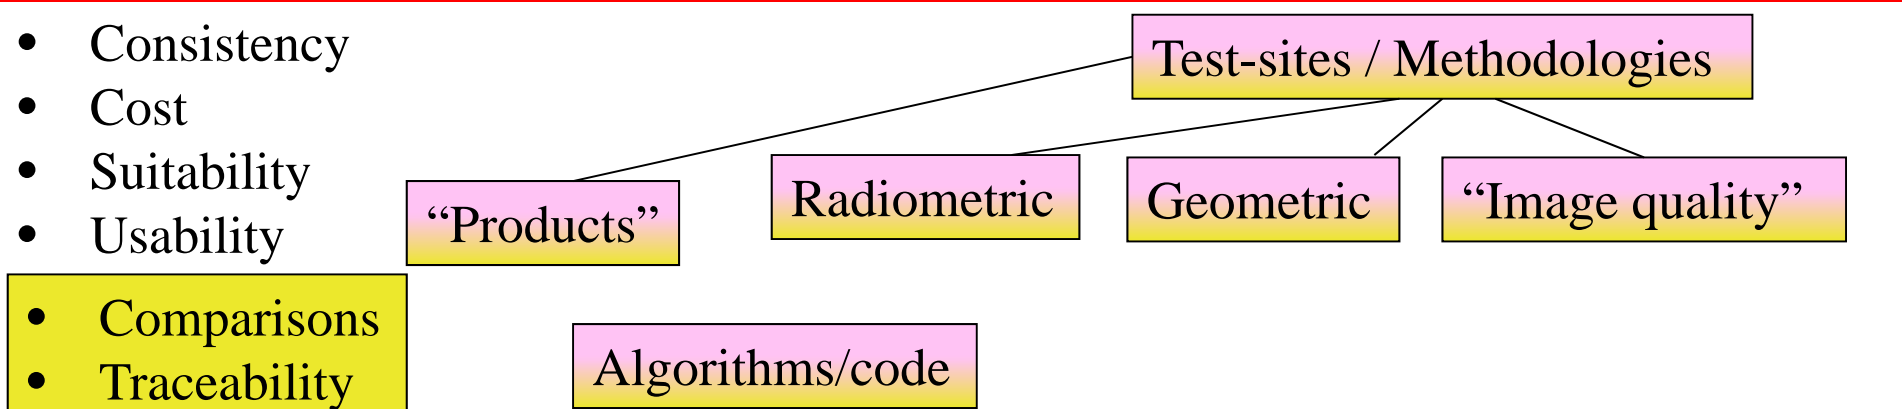 • Consistency
• Cost
• Suitability
• Usability
• Comparisons
• Traceability
Test-sites / Methodologies
“Products”
Radiometric
Geometric
“Image quality”
Algorithms/code